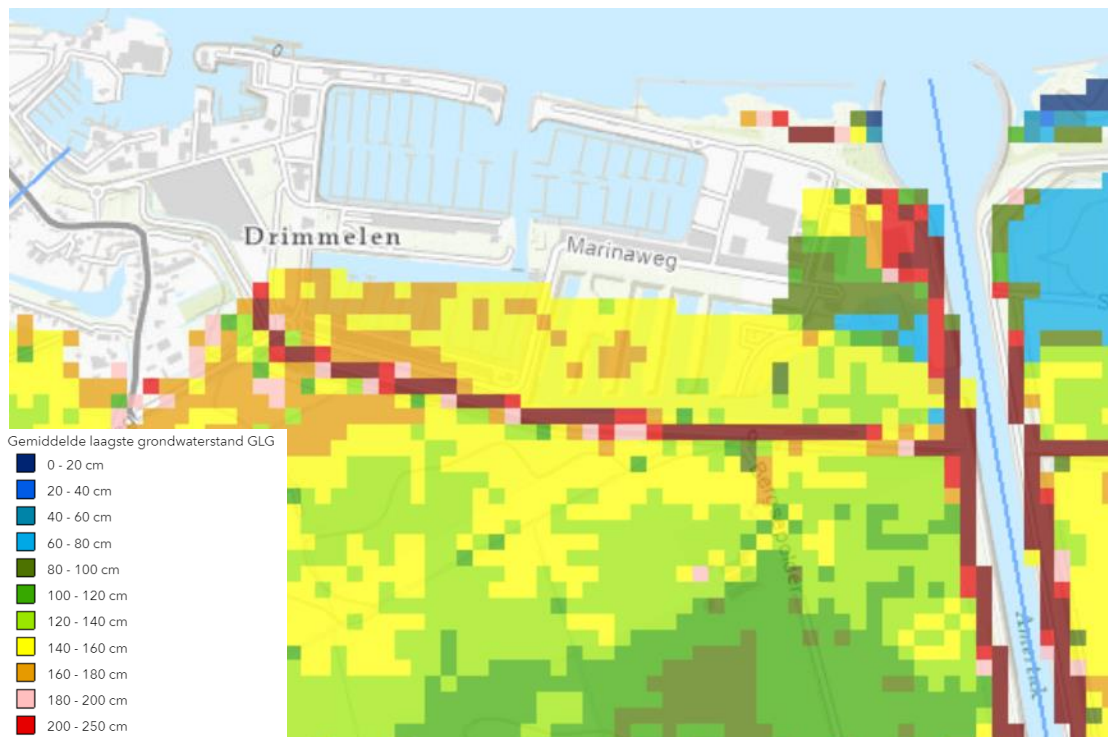 Drimmelen
Marinaweg
Amertak
Gemiddelde laagste grondwaterstand GLG
0 - 20 cm
20 - 40 cm
40 - 60 cm
60 - 80 cm
80 - 100 cm
100 - 120 cm
120 - 140 cm
140 - 160 cm
160 - 180 cm
180 - 200 cm
200 - 250 cm